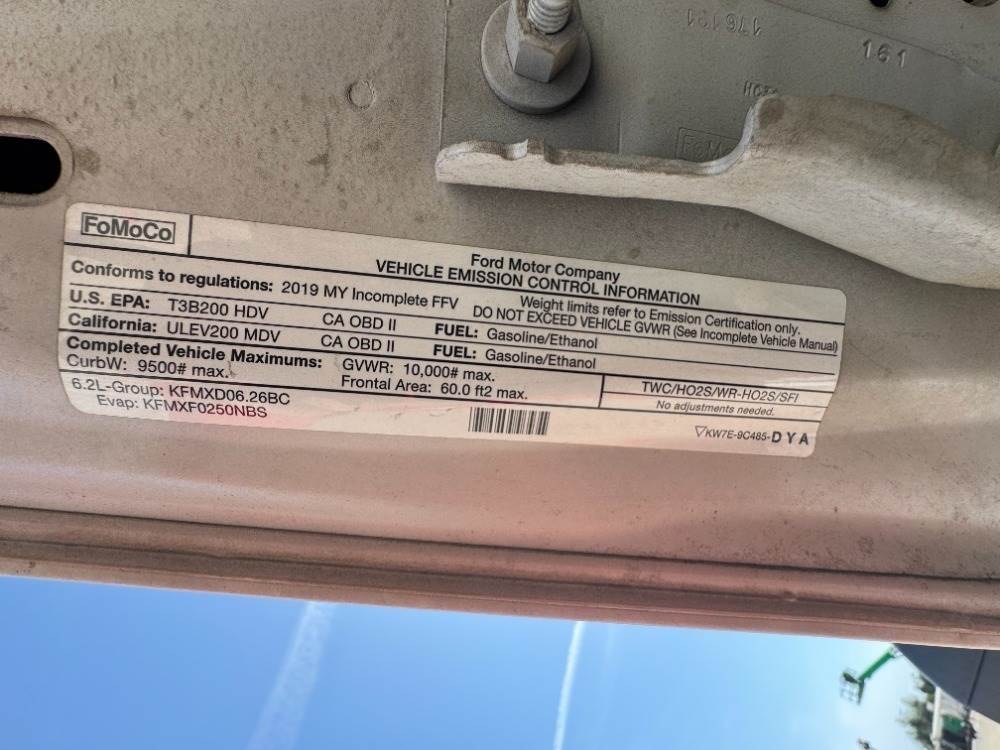 176121
161
FoMoCo
Ford Motor Company
VEHICLE EMISSION CONTROL INFORMATION
Conforms to regulations: 2019 MY Incomplete FFV
Weight limits refer to Emission Certification only.
DO NOT EXCEED VEHICLE GVWR (See Incomplete Vehicle Manual)
U.S. EPA: T3B200 HDV CA OBD II FUEL: Gasoline/Ethanol
California: ULEV200 MDV CA OBD II FUEL: Gasoline/Ethanol
Completed Vehicle Maximums: GVWR: 10,000# max.
CurbW: 9500# max. Frontal Area: 60.0 ft2 max.
TWC/HO2S/WR-HO2S/SFI
No adjustments needed.
6.2L-Group: KFMXD06.26BC
Evap: KFMXF0250NBS
KW7E-9C485-DYA